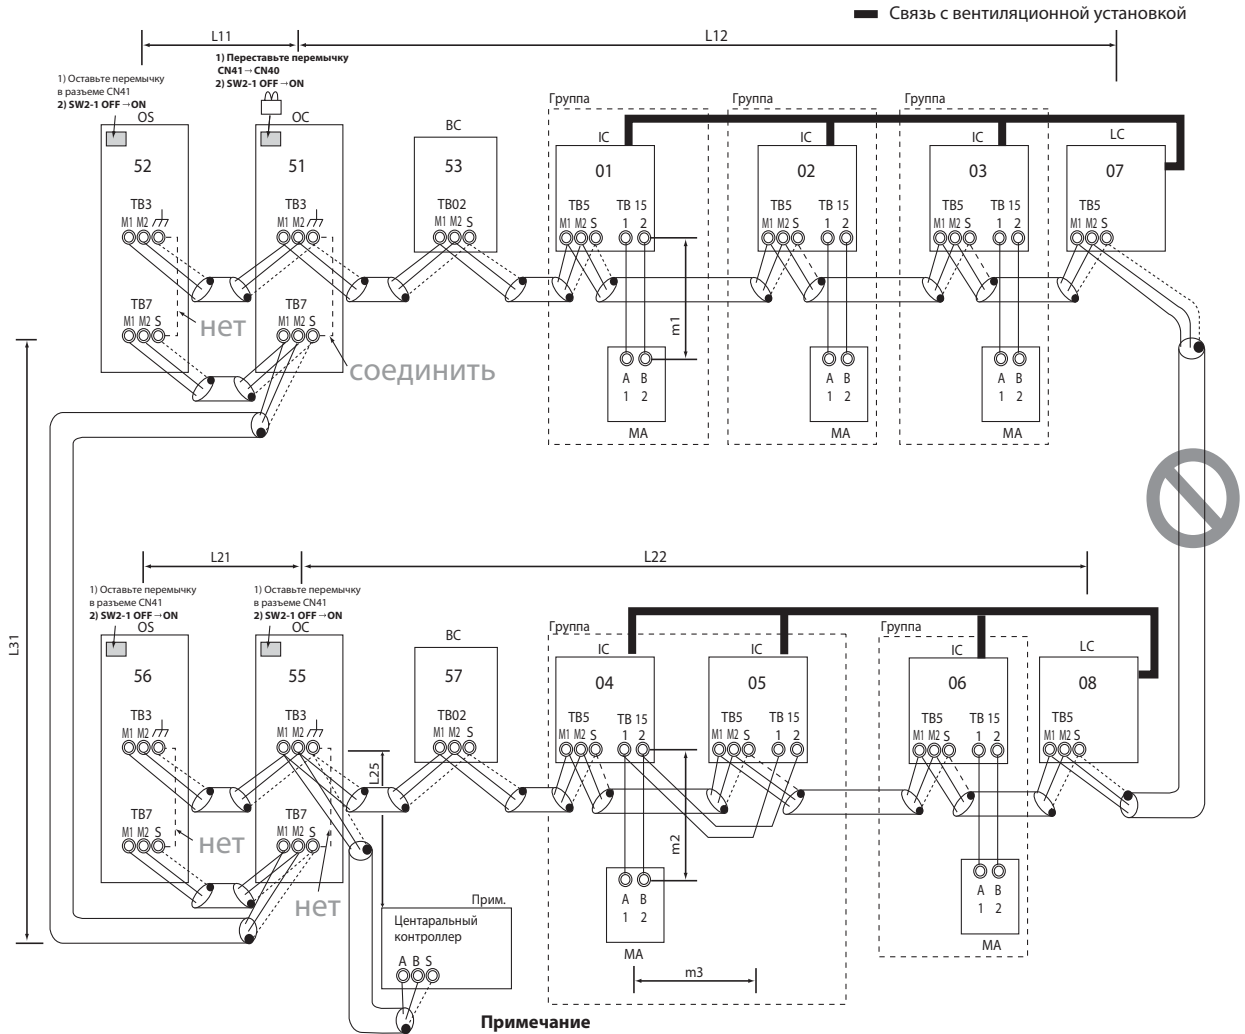 Связь с вентиляционной установкой
L11
L12
1) Оставьте перемычку
в разъеме CN41
2) SW2-1 OFF→ON
1) Переставьте перемычку
CN41→CN40
2) SW2-1 OFF→ON
OS
OC
BC
Группа
Группа
Группа
IC
IC
IC
LC
52
51
53
01
02
03
07
TB3
TB3
TB02
TB5
TB 15
TB5
TB 15
TB5
TB 15
TB5
M1 M2
M1 M2
M1 M2 S
M1 M2 S
1 2
M1 M2 S
1 2
M1 M2 S
1 2
M1 M2 S
TB7
TB7
M1 M2 S
M1 M2 S
нет
соединить
m1
A B
1 2
MA
A B
1 2
MA
A B
1 2
MA
L31
L21
L22
1) Оставьте перемычку
в разъеме CN41
2) SW2-1 OFF→ON
1) Оставьте перемычку
в разъеме CN41
2) SW2-1 OFF→ON
OS
OC
BC
Группа
Группа
IC
IC
IC
LC
56
55
57
04
05
06
08
TB3
TB3
TB02
TB5
TB 15
TB5
TB 15
TB5
TB 15
TB5
M1 M2
M1 M2
M1 M2 S
M1 M2 S
1 2
M1 M2 S
1 2
M1 M2 S
1 2
M1 M2 S
L25
TB7
TB7
M1 M2 S
M1 M2 S
нет
нет
m2
Прим.
Центаральный
контроллер
A B S
A B
1 2
MA
A B
1 2
MA
m3
Примечание